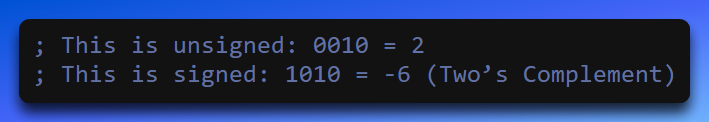 ; This is unsigned: 0010 = 2
; This is signed: 1010 = -6 (Two’s Complement)